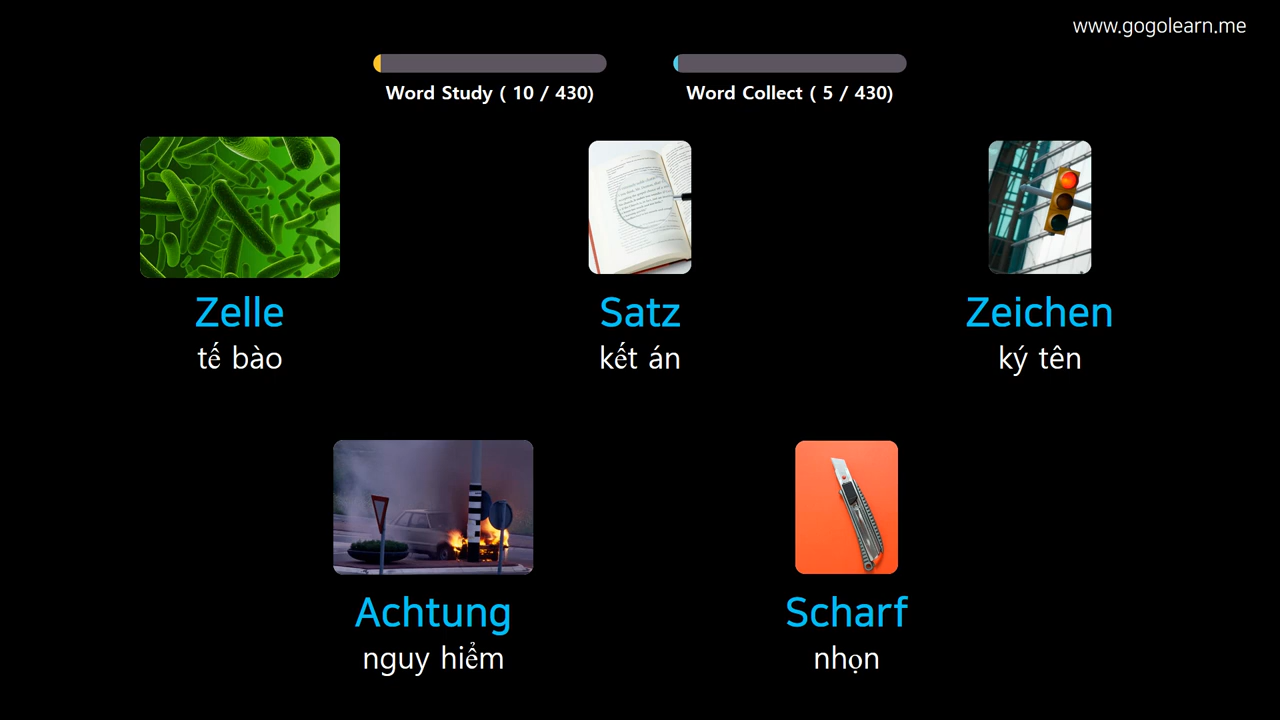 www.gogolearn.me
Word Study ( 10 / 430)
Word Collect ( 5 / 430)
Zelle
tế bào
Satz
kết án
Zeichen
ký tên
Achtung
nguy hiểm
Scharf
nhọn